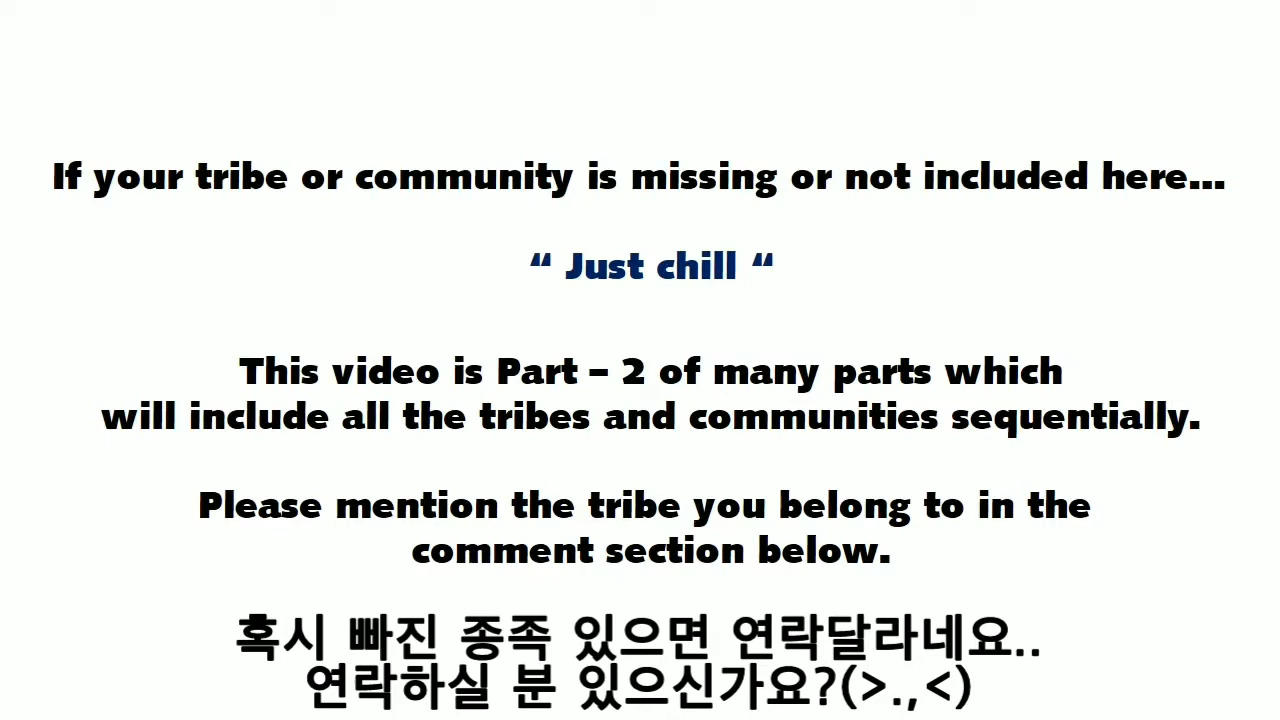 If your tribe or community is missing or not included here...
“ Just chill “
This video is Part – 2 of many parts which
will include all the tribes and communities sequentially.
Please mention the tribe you belong to in the
comment section below.
혹시 빠진 종족 있으면 연락달라네요..
연락하실 분 있으신가요?(>.,<)